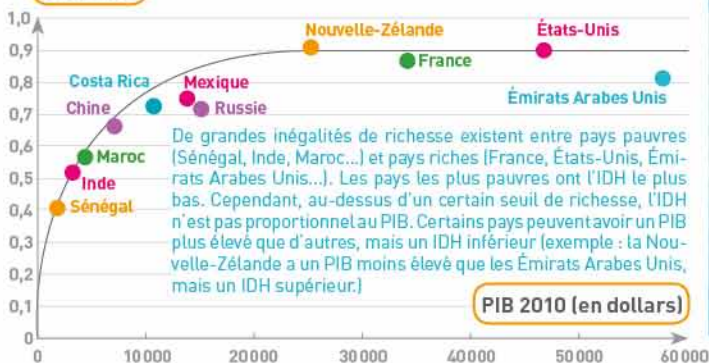 1,0
Nouvelle-Zélande
États-Unis
0,9
France
0,8
Costa Rica
Mexique
Émirats Arabes Unis
0,7
Chine
Russie
0,6
Maroc
0,5
Inde
0,4
Sénégal
0,3
0,2
0,1
0
De grandes inégalités de richesse existent entre pays pauvres
(Sénégal, Inde, Maroc...) et pays riches (France, États-Unis, Émi-
rats Arabes Unis...). Les pays les plus pauvres ont l'IDH le plus
bas. Cependant, au-dessus d'un certain seuil de richesse, l'IDH
n'est pas proportionnel au PIB. Certains pays peuvent avoir un PIB
plus élevé que d'autres, mais un IDH inférieur (exemple : la Nou-
velle-Zélande a un PIB moins élevé que les Émirats Arabes Unis,
mais un IDH supérieur.)
PIB 2010 (en dollars)
0 10 000 20 000 30 000 40 000 50 000 60 000